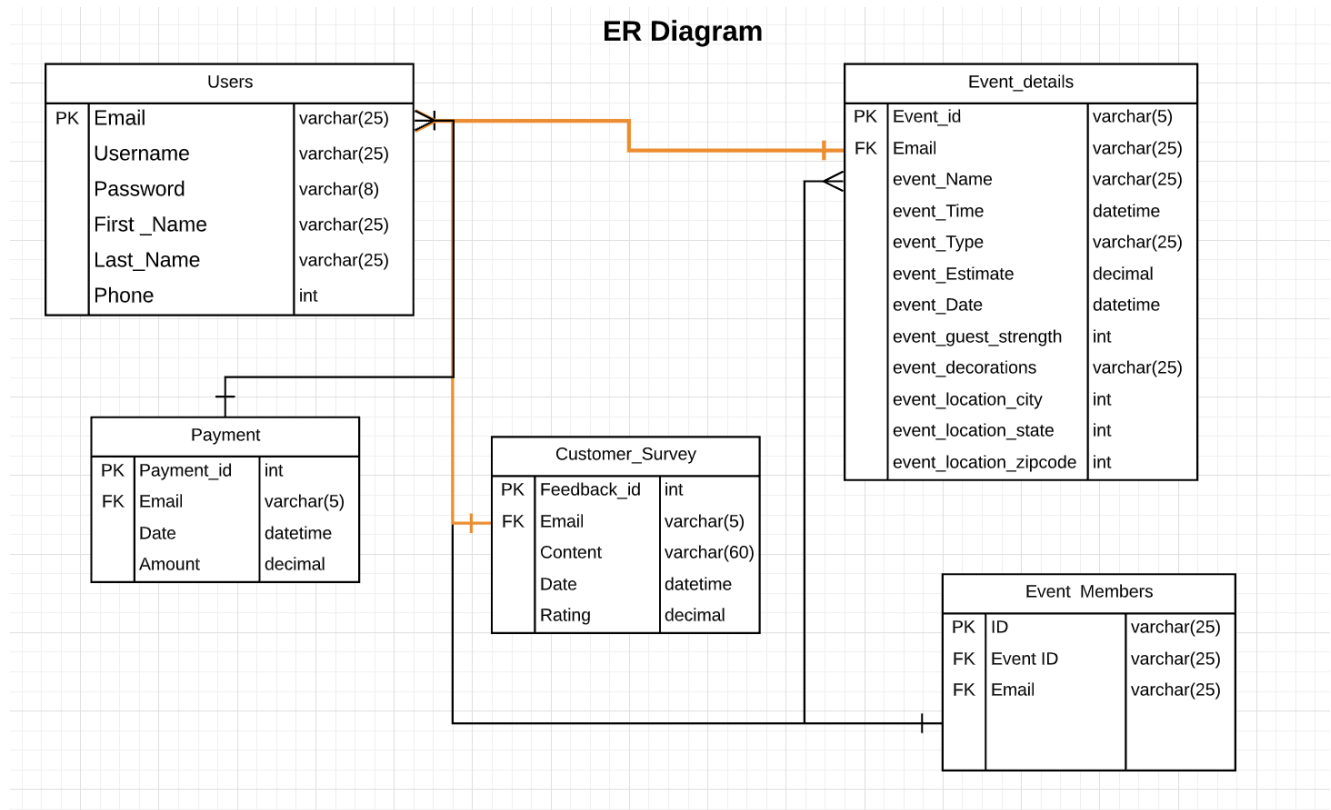 ER Diagram
Users
PK Email varchar(25)
Username varchar(25)
Password varchar(8)
First _Name varchar(25)
Last_Name varchar(25)
Phone int
Event_details
PK Event_id varchar(5)
FK Email varchar(25)
event_Name varchar(25)
event_Time datetime
event_Type varchar(25)
event_Estimate decimal
event_Date datetime
event_guest_strength int
event_decorations varchar(25)
event_location_city int
event_location_state int
event_location_zipcode int
Payment
PK Payment_id int
FK Email varchar(5)
Date datetime
Amount decimal
Customer_Survey
PK Feedback_id int
FK Email varchar(5)
Content varchar(60)
Date datetime
Rating decimal
Event Members
PK ID varchar(25)
FK Event ID varchar(25)
FK Email varchar(25)